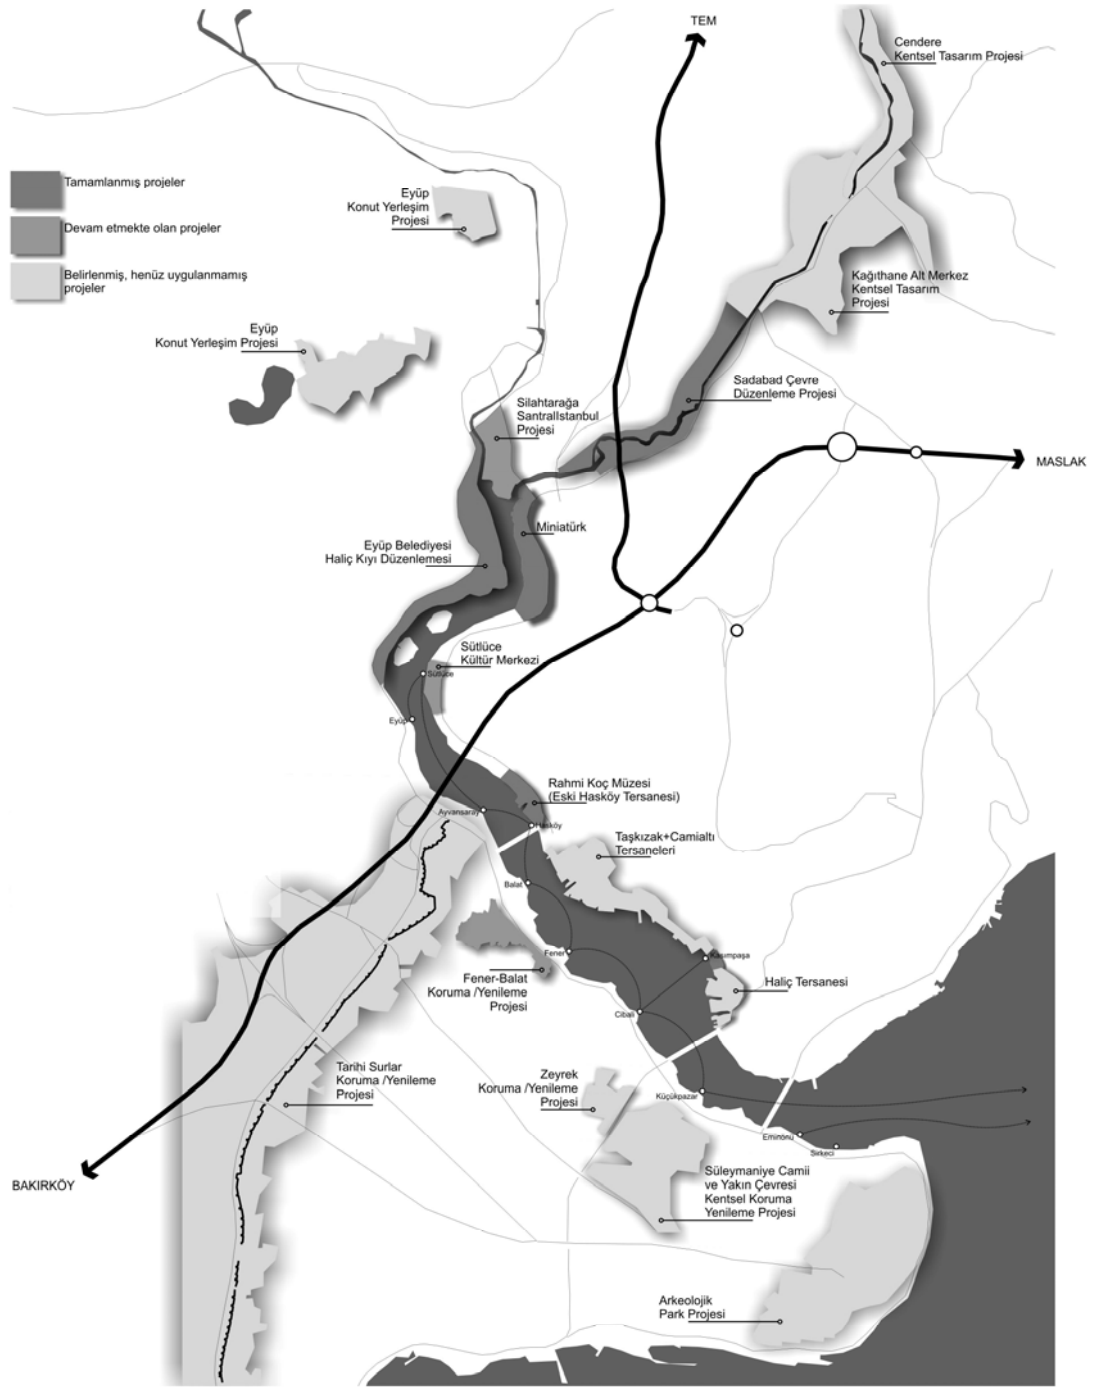 TEM
Cendere
Kentsel Tasarım Projesi
Tamamlanmış projeler
Devam etmekte olan projeler
Belirlenmiş, henüz uygulanmamış
projeler
Eyüp
Konut Yerleşim
Projesi
Kağıthane Alt Merkez
Kentsel Tasarım
Projesi
Eyüp
Konut Yerleşim Projesi
Sadabad Çevre
Düzenleme Projesi
Silahtarağa
Santralİstanbul
Projesi
MASLAK
Miniatürk
Eyüp Belediyesi
Haliç Kıyı Düzenlemesi
Sütlüce
Kültür Merkezi
Sütlüce
Eyüp
Rahmi Koç Müzesi
(Eski Hasköy Tersanesi)
Ayvansaray
Hasköy
Taşkızak+Camialtı
Tersaneleri
Balat
Fener
Kasımpaşa
Fener-Balat
Koruma /Yenileme
Projesi
Haliç Tersanesi
Cibali
Tarihi Surlar
Koruma /Yenileme
Projesi
Zeyrek
Koruma /Yenileme
Projesi
Küçükpazar
Eminönü
Sirkeci
BAKIRKÖY
Süleymaniye Camii
ve Yakın Çevresi
Kentsel Koruma
Yenileme Projesi
Arkeolojik
Park Projesi